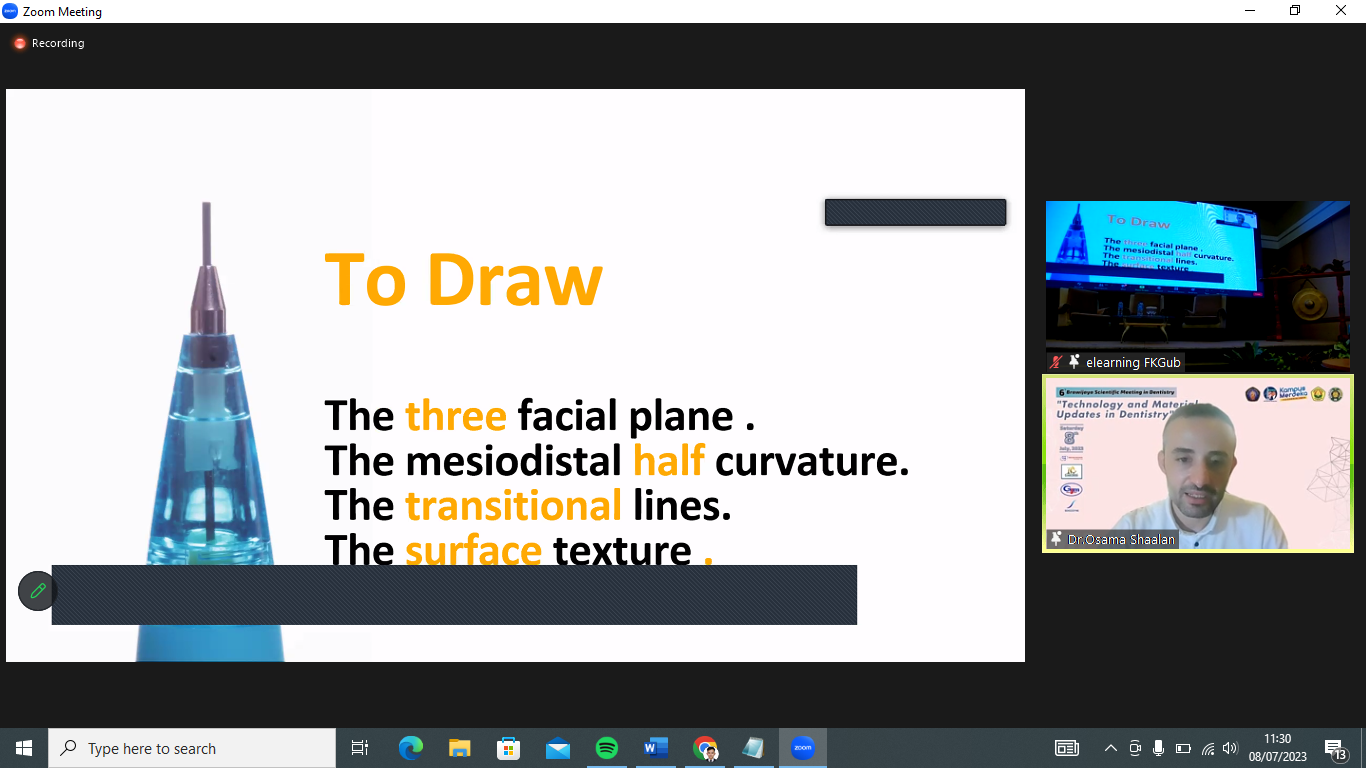 Zoom Meeting
Recording
To Draw
The three facial plane .
The mesiodistal half curvature.
The transitional lines.
The surface texture .
To Draw
The three facial plane .
The mesiodistal half curvature.
The transitional lines.
The surface texture
elearning FKGub
6 Brawijaya Scientific Meeting in Dentistry
Kampus
Merdeka
"Technology and Material
Updates in Dentistry"
Saturday
8
July, 2023
Dr.Osama Shaalan
Type here to search
W
zoom
11:30
08/07/2023
13